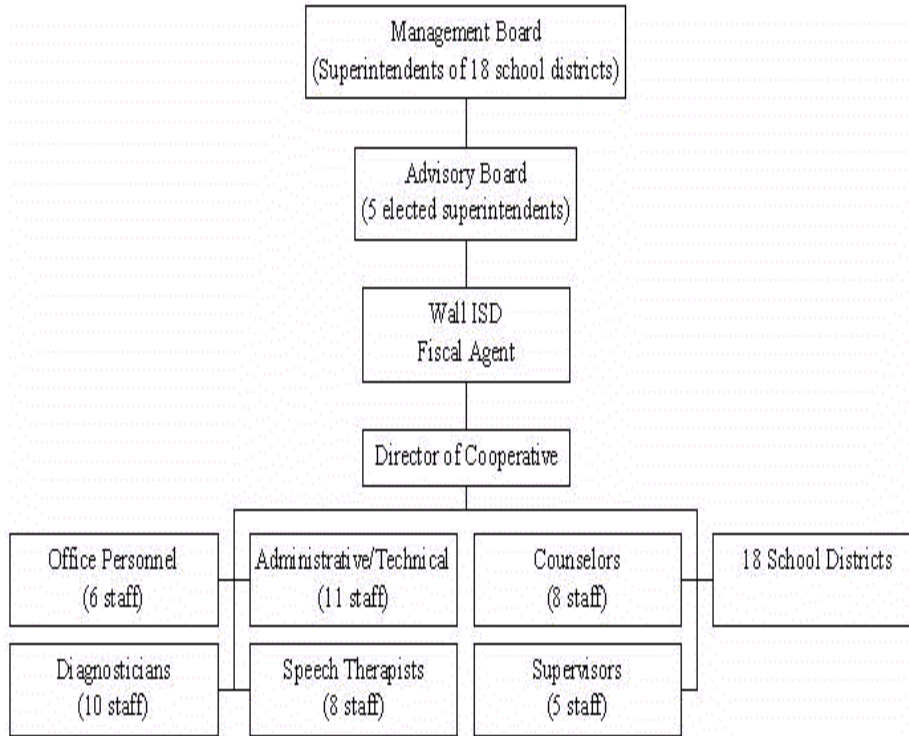 Management Board
(Superintendents of 18 school districts)
Advisory Board
(5 elected superintendents)
Wall ISD
Fiscal Agent
Director of Cooperative
Office Personnel
(6 staff)
Administrative/Technical
(11 staff)
Counselors
(8 staff)
18 School Districts
Diagnosticians
(10 staff)
Speech Therapists
(8 staff)
Supervisors
(5 staff)